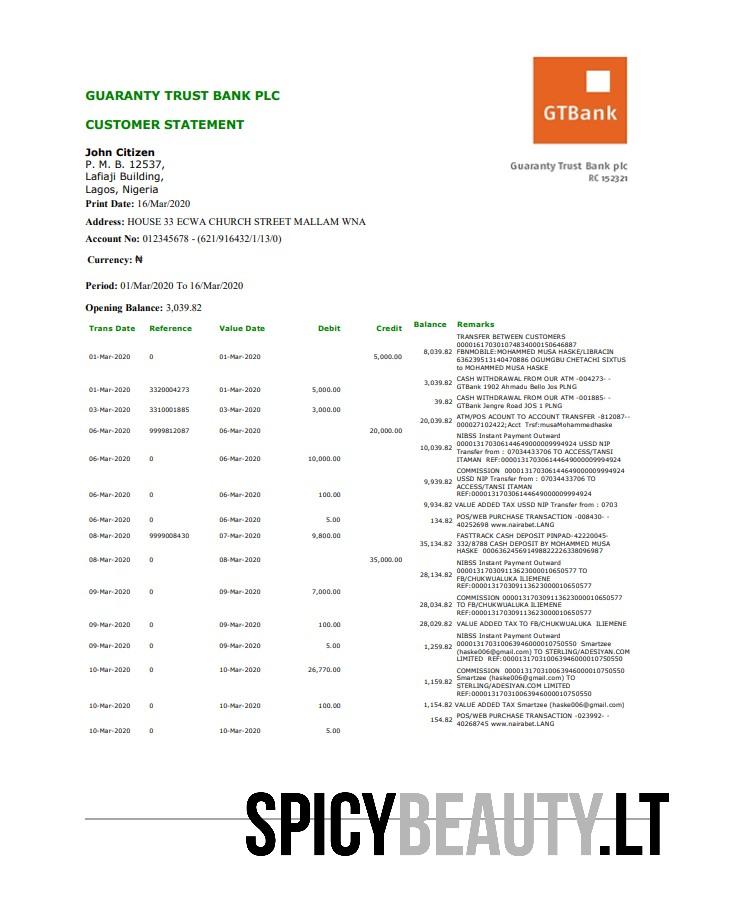 GTBank
Guaranty Trust Bank plc
RC 152321
GUARANTY TRUST BANK PLC
CUSTOMER STATEMENT
John Citizen
P. M. B. 12537,
Lafiaji Building,
Lagos, Nigeria
Print Date: 16/Mar/2020
Address: HOUSE 33 ECWA CHURCH STREET MALLAM WNA
Account No: 012345678 - (621/916432/1/13/0)
Currency: ₦
Period: 01/Mar/2020 To 16/Mar/2020
Opening Balance: 3,039.82
Trans Date Reference Value Date Debit Credit Balance Remarks
TRANSFER BETWEEN CUSTOMERS
000016170301074834000150646887
01-Mar-2020 0 01-Mar-2020 5,000.00 8,039.82 FBNMOBILE:MOHAMMED MUSA HASKE/LIBRACIN
636239513140470886 OGUMGBU CHETACHI SIXTUS
to MOHAMMED MUSA HASKE
01-Mar-2020 3320004273 01-Mar-2020 5,000.00 3,039.82 CASH WITHDRAWAL FROM OUR ATM -004273- -
GTBank 1902 Ahmadu Bello Jos PLNG
03-Mar-2020 3310001885 03-Mar-2020 3,000.00 39.82 CASH WITHDRAWAL FROM OUR ATM -001885- -
GTBank Jengre Road JOS 1 PLNG
06-Mar-2020 9999812087 06-Mar-2020 20,000.00 20,039.82 ATM/POS ACOUNT TO ACCOUNT TRANSFER -812087--
000027102422;Acct Trsf:musaMohammedhaske
06-Mar-2020 0 06-Mar-2020 10,000.00 10,039.82 NIBSS Instant Payment Outward
000013170306144649000009994924 USSD NIP
Transfer from : 07034433706 TO ACCESS/TANSI
ITAMAN REF:000013170306144649000009994924
06-Mar-2020 0 06-Mar-2020 100.00 9,939.82 COMMISSION 000013170306144649000009994924
USSD NIP Transfer from : 07034433706 TO
ACCESS/TANSI ITAMAN
REF:000013170306144649000009994924
06-Mar-2020 0 06-Mar-2020 5.00 9,934.82 VALUE ADDED TAX USSD NIP Transfer from : 0703
07-Mar-2020 9999008430 07-Mar-2020 9,800.00 134.82 POS/WEB PURCHASE TRANSACTION -008430- -
40252698 www.nairabet.LANG
08-Mar-2020 0 08-Mar-2020 35,000.00 35,134.82 FASTTRACK CASH DEPOSIT PINPAD-42220045-
332/8788 CASH DEPOSIT BY MOHAMMED MUSA
HASKE 000636245691498822226338096987
09-Mar-2020 0 09-Mar-2020 7,000.00 28,134.82 NIBSS Instant Payment Outward
000013170309113623000010650577 TO
FB/CHUKWUALUKA ILIEMENE
REF:000013170309113623000010650577
09-Mar-2020 0 09-Mar-2020 100.00 28,034.82 COMMISSION 000013170309113623000010650577
TO FB/CHUKWUALUKA ILIEMENE
REF:000013170309113623000010650577
09-Mar-2020 0 09-Mar-2020 5.00 28,029.82 VALUE ADDED TAX TO FB/CHUKWUALUKA ILIEMENE
10-Mar-2020 0 10-Mar-2020 26,770.00 1,259.82 NIBSS Instant Payment Outward
000013170310063946000010750550 Smartzee
(haske006@gmail.com) TO STERLING/ADESIYAN.COM
LIMITED REF:000013170310063946000010750550
10-Mar-2020 0 10-Mar-2020 100.00 1,159.82 COMMISSION 000013170310063946000010750550
Smartzee (haske006@gmail.com) TO
STERLING/ADESIYAN.COM LIMITED
REF:000013170310063946000010750550
10-Mar-2020 0 10-Mar-2020 5.00 1,154.82 VALUE ADDED TAX Smartzee (haske006@gmail.com)
154.82 POS/WEB PURCHASE TRANSACTION -023992- -
40268745 www.nairabet.LANG
SPICYBEAUTY.LT